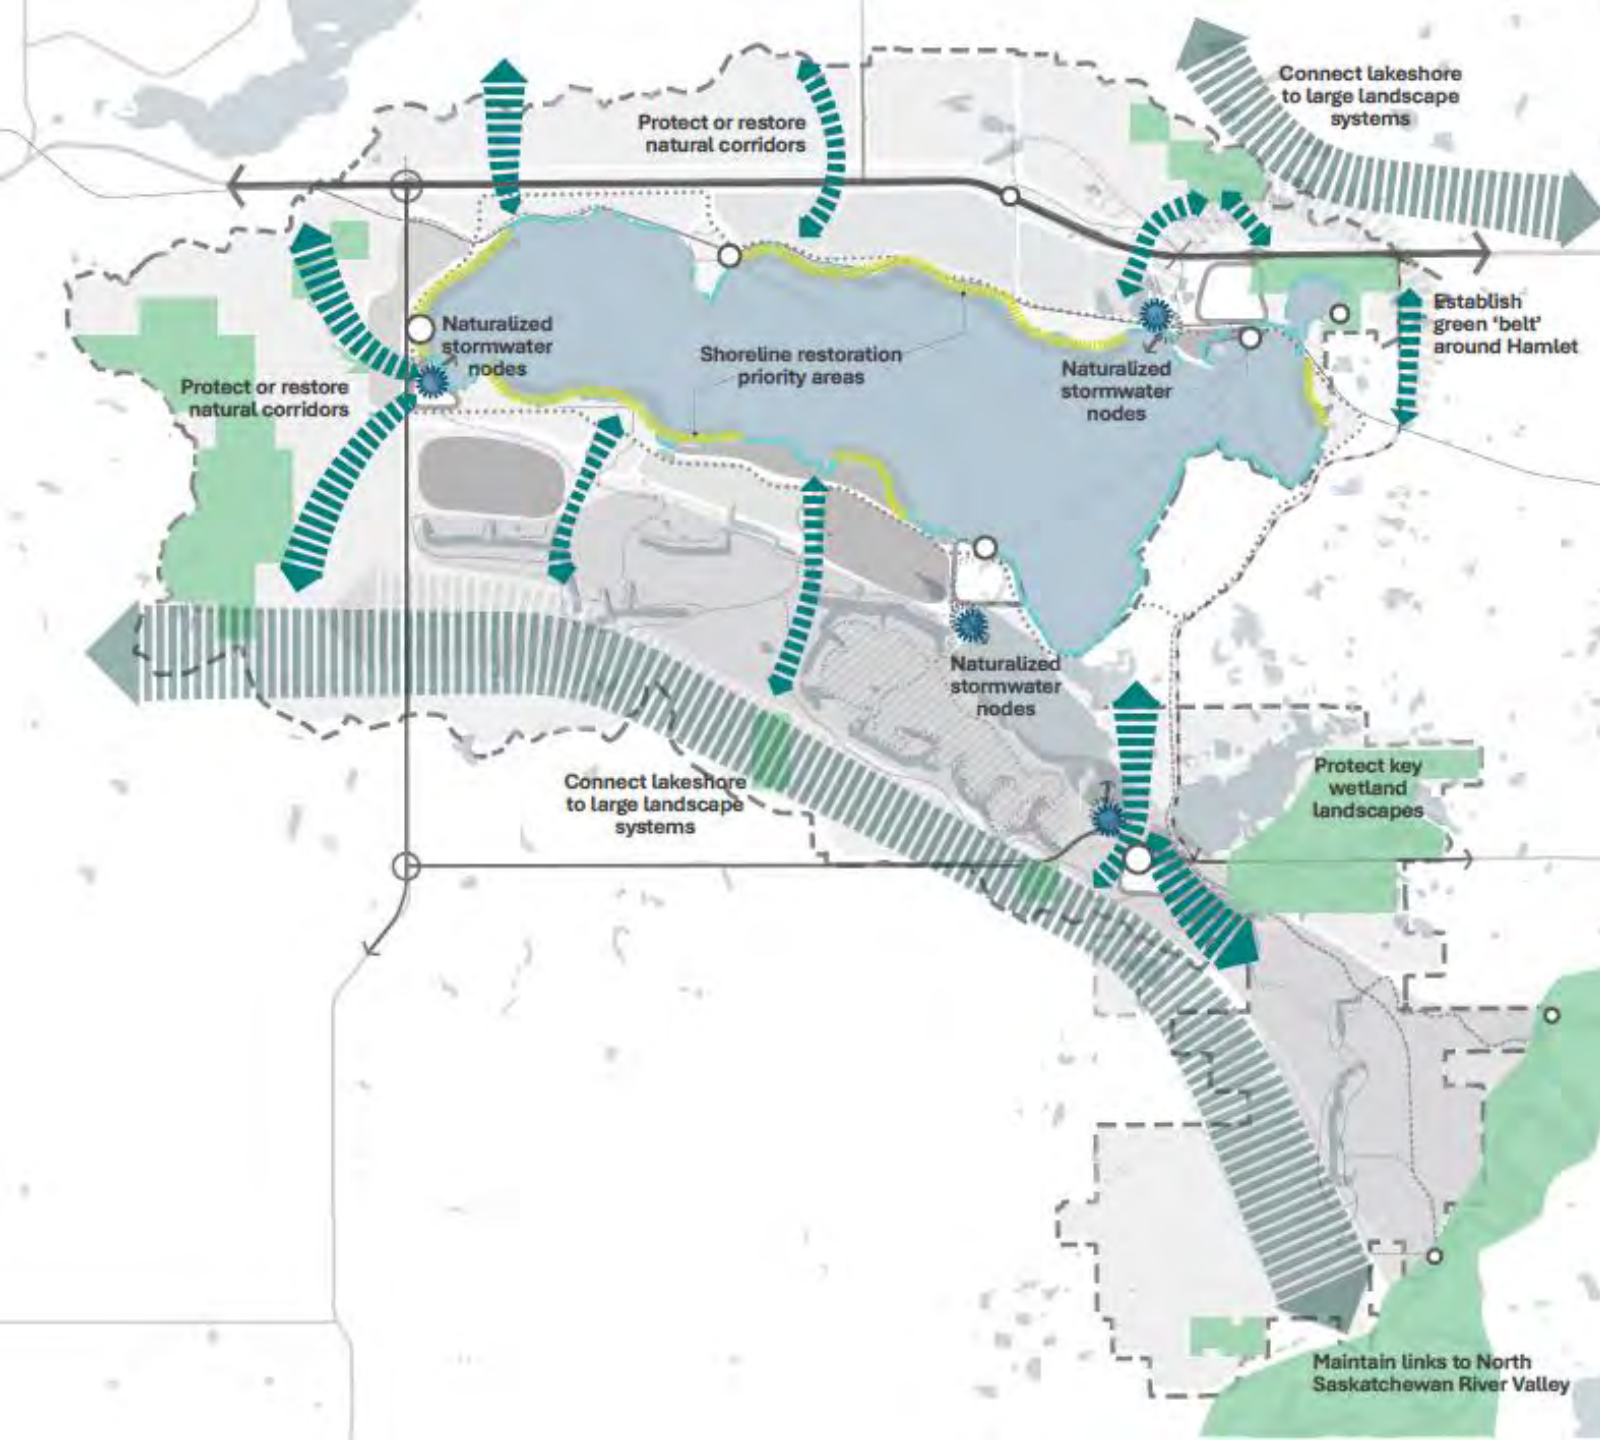 Connect lakeshore
to large landscape
systems
Protect or restore
natural corridors
Establish
green ‘belt’
around Hamlet
Naturalized
stormwater
nodes
Shoreline restoration
priority areas
Naturalized
stormwater
nodes
Protect or restore
natural corridors
Naturalized
stormwater
nodes
Connect lakeshore
to large landscape
systems
Protect key
wetland
landscapes
Maintain links to North
Saskatchewan River Valley